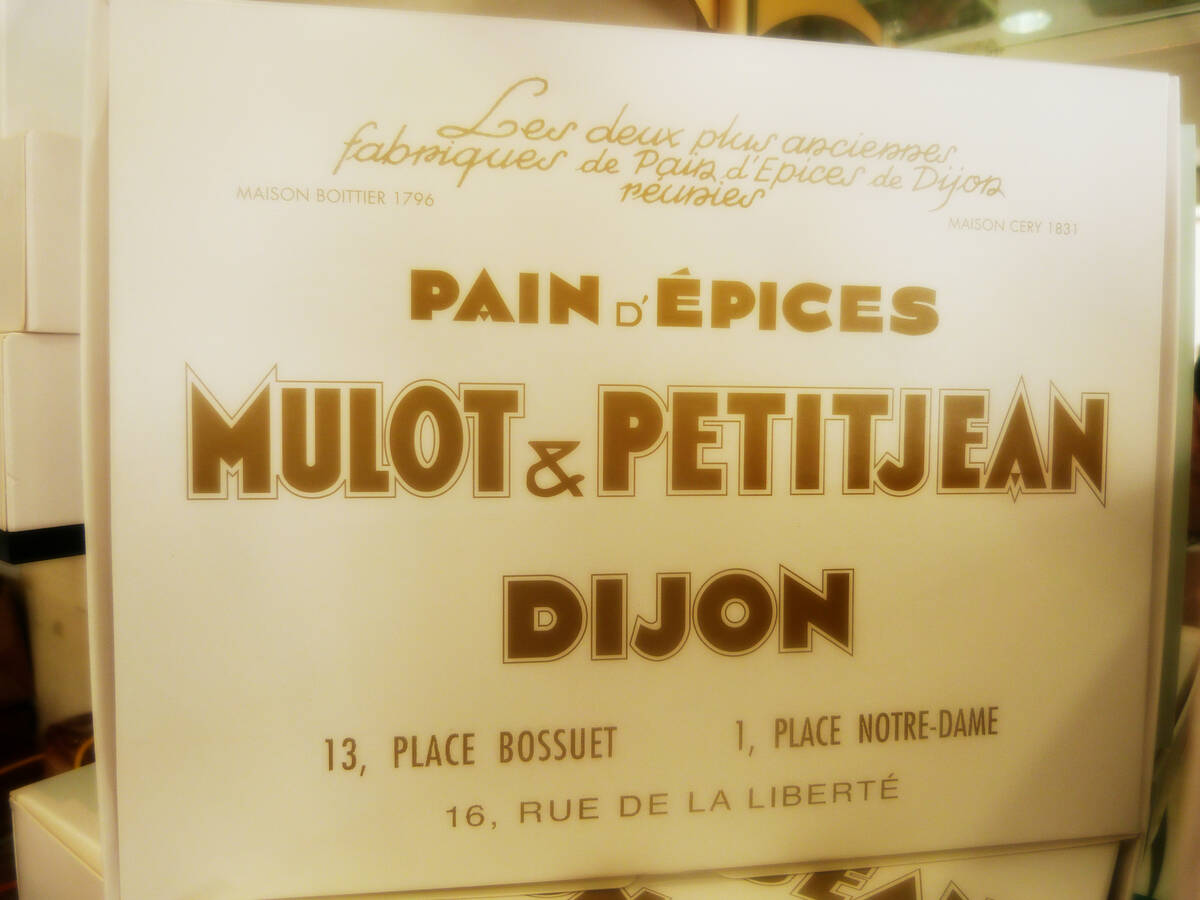 Les deux plus anciennes
fabriques de Pain d'Epices de Dijon
réunies
MAISON BOITTIER 1796
MAISON CERY 1831
PAIN D'ÉPICES
MULOT & PETITJEAN
DIJON
13, PLACE BOSSUET
1, PLACE NOTRE-DAME
16, RUE DE LA LIBERTÉ